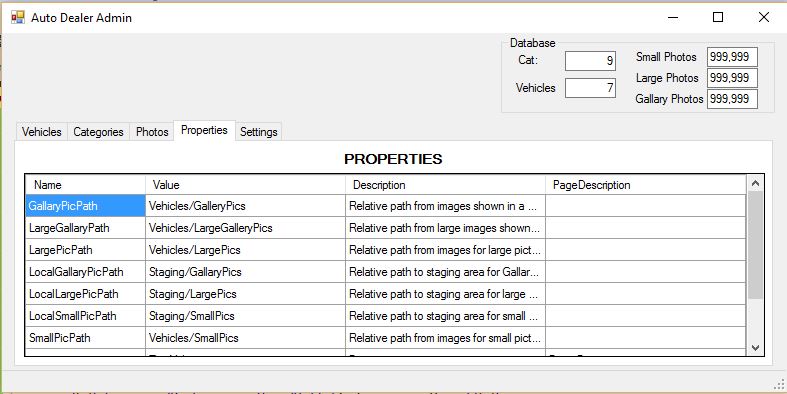 Auto Dealer Admin
Database
Cat: 9
Vehicles 7
Small Photos 999,999
Large Photos 999,999
Gallary Photos 999,999
Vehicles Categories Photos Properties Settings
PROPERTIES
Name Value Description PageDescription
GallaryPicPath Vehicles/GalleryPics Relative path from images shown in a ...
LargeGallaryPath Vehicles/LargeGalleryPics Relative path from large images shown...
LargePicPath Vehicles/LargePics Relative path from images for large pict...
LocalGallaryPicPath Staging/GallaryPics Relative path to staging area for Gallar...
LocalLargePicPath Staging/LargePics Relative path to staging area for large ...
LocalSmallPicPath Staging/SmallPics Relative path to staging area for small ...
SmallPicPath Vehicles/SmallPics Relative path from images for small pict...